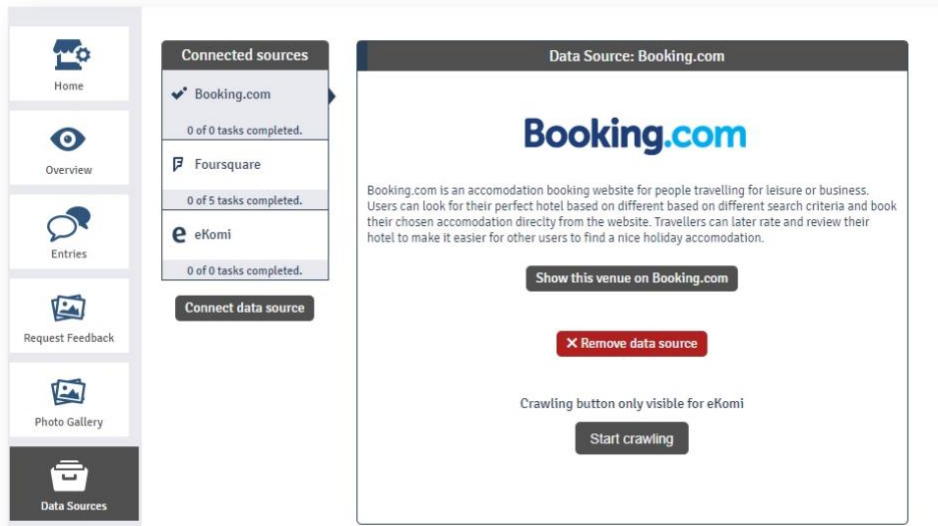 Home
Overview
Entries
Request Feedback
Photo Gallery
Data Sources
Connected sources
Booking.com
0 of 0 tasks completed.
Foursquare
0 of 5 tasks completed.
eKomi
0 of 0 tasks completed.
Connect data source
Data Source: Booking.com
Booking.com
Booking.com is an accomodation booking website for people travelling for leisure or business.
Users can look for their perfect hotel based on different based on different search criteria and book
their chosen accomodation direclty from the website. Travellers can later rate and review their
hotel to make it easier for other users to find a nice holiday accomodation.
Show this venue on Booking.com
Remove data source
Crawling button only visible for eKomi
Start crawling